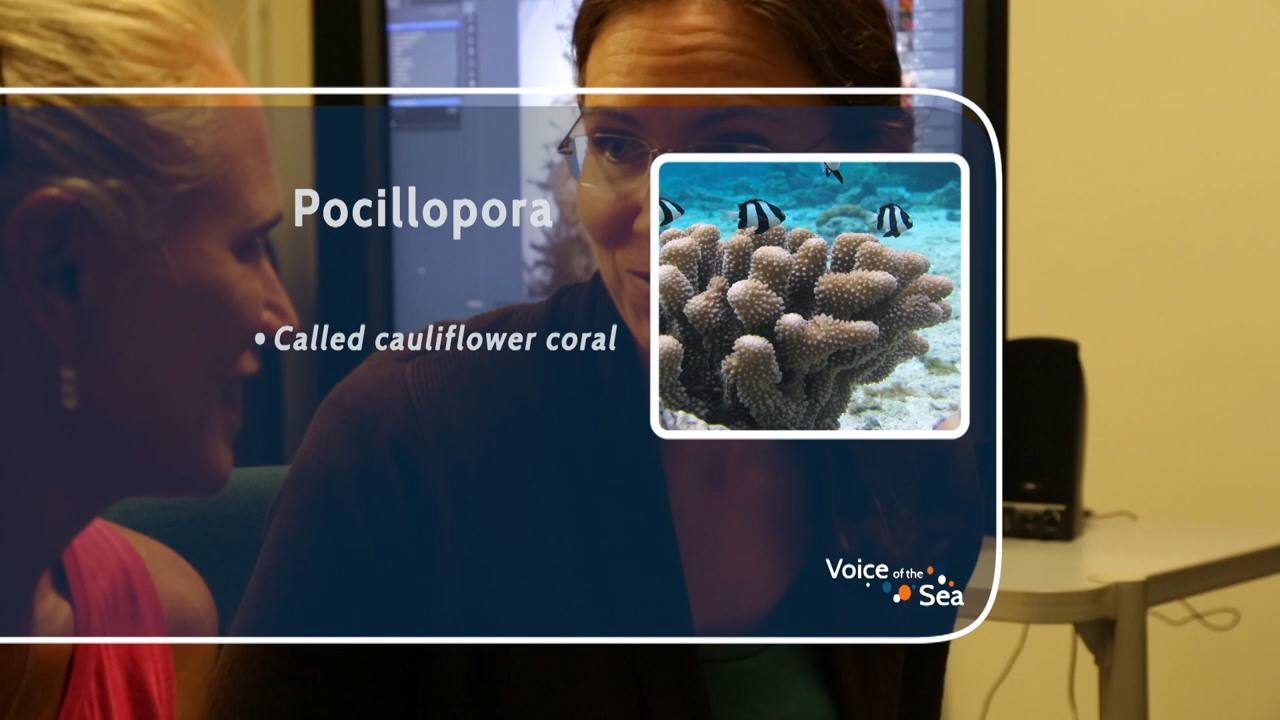 Pocillopora
• Called cauliflower coral
Voice of the
Sea